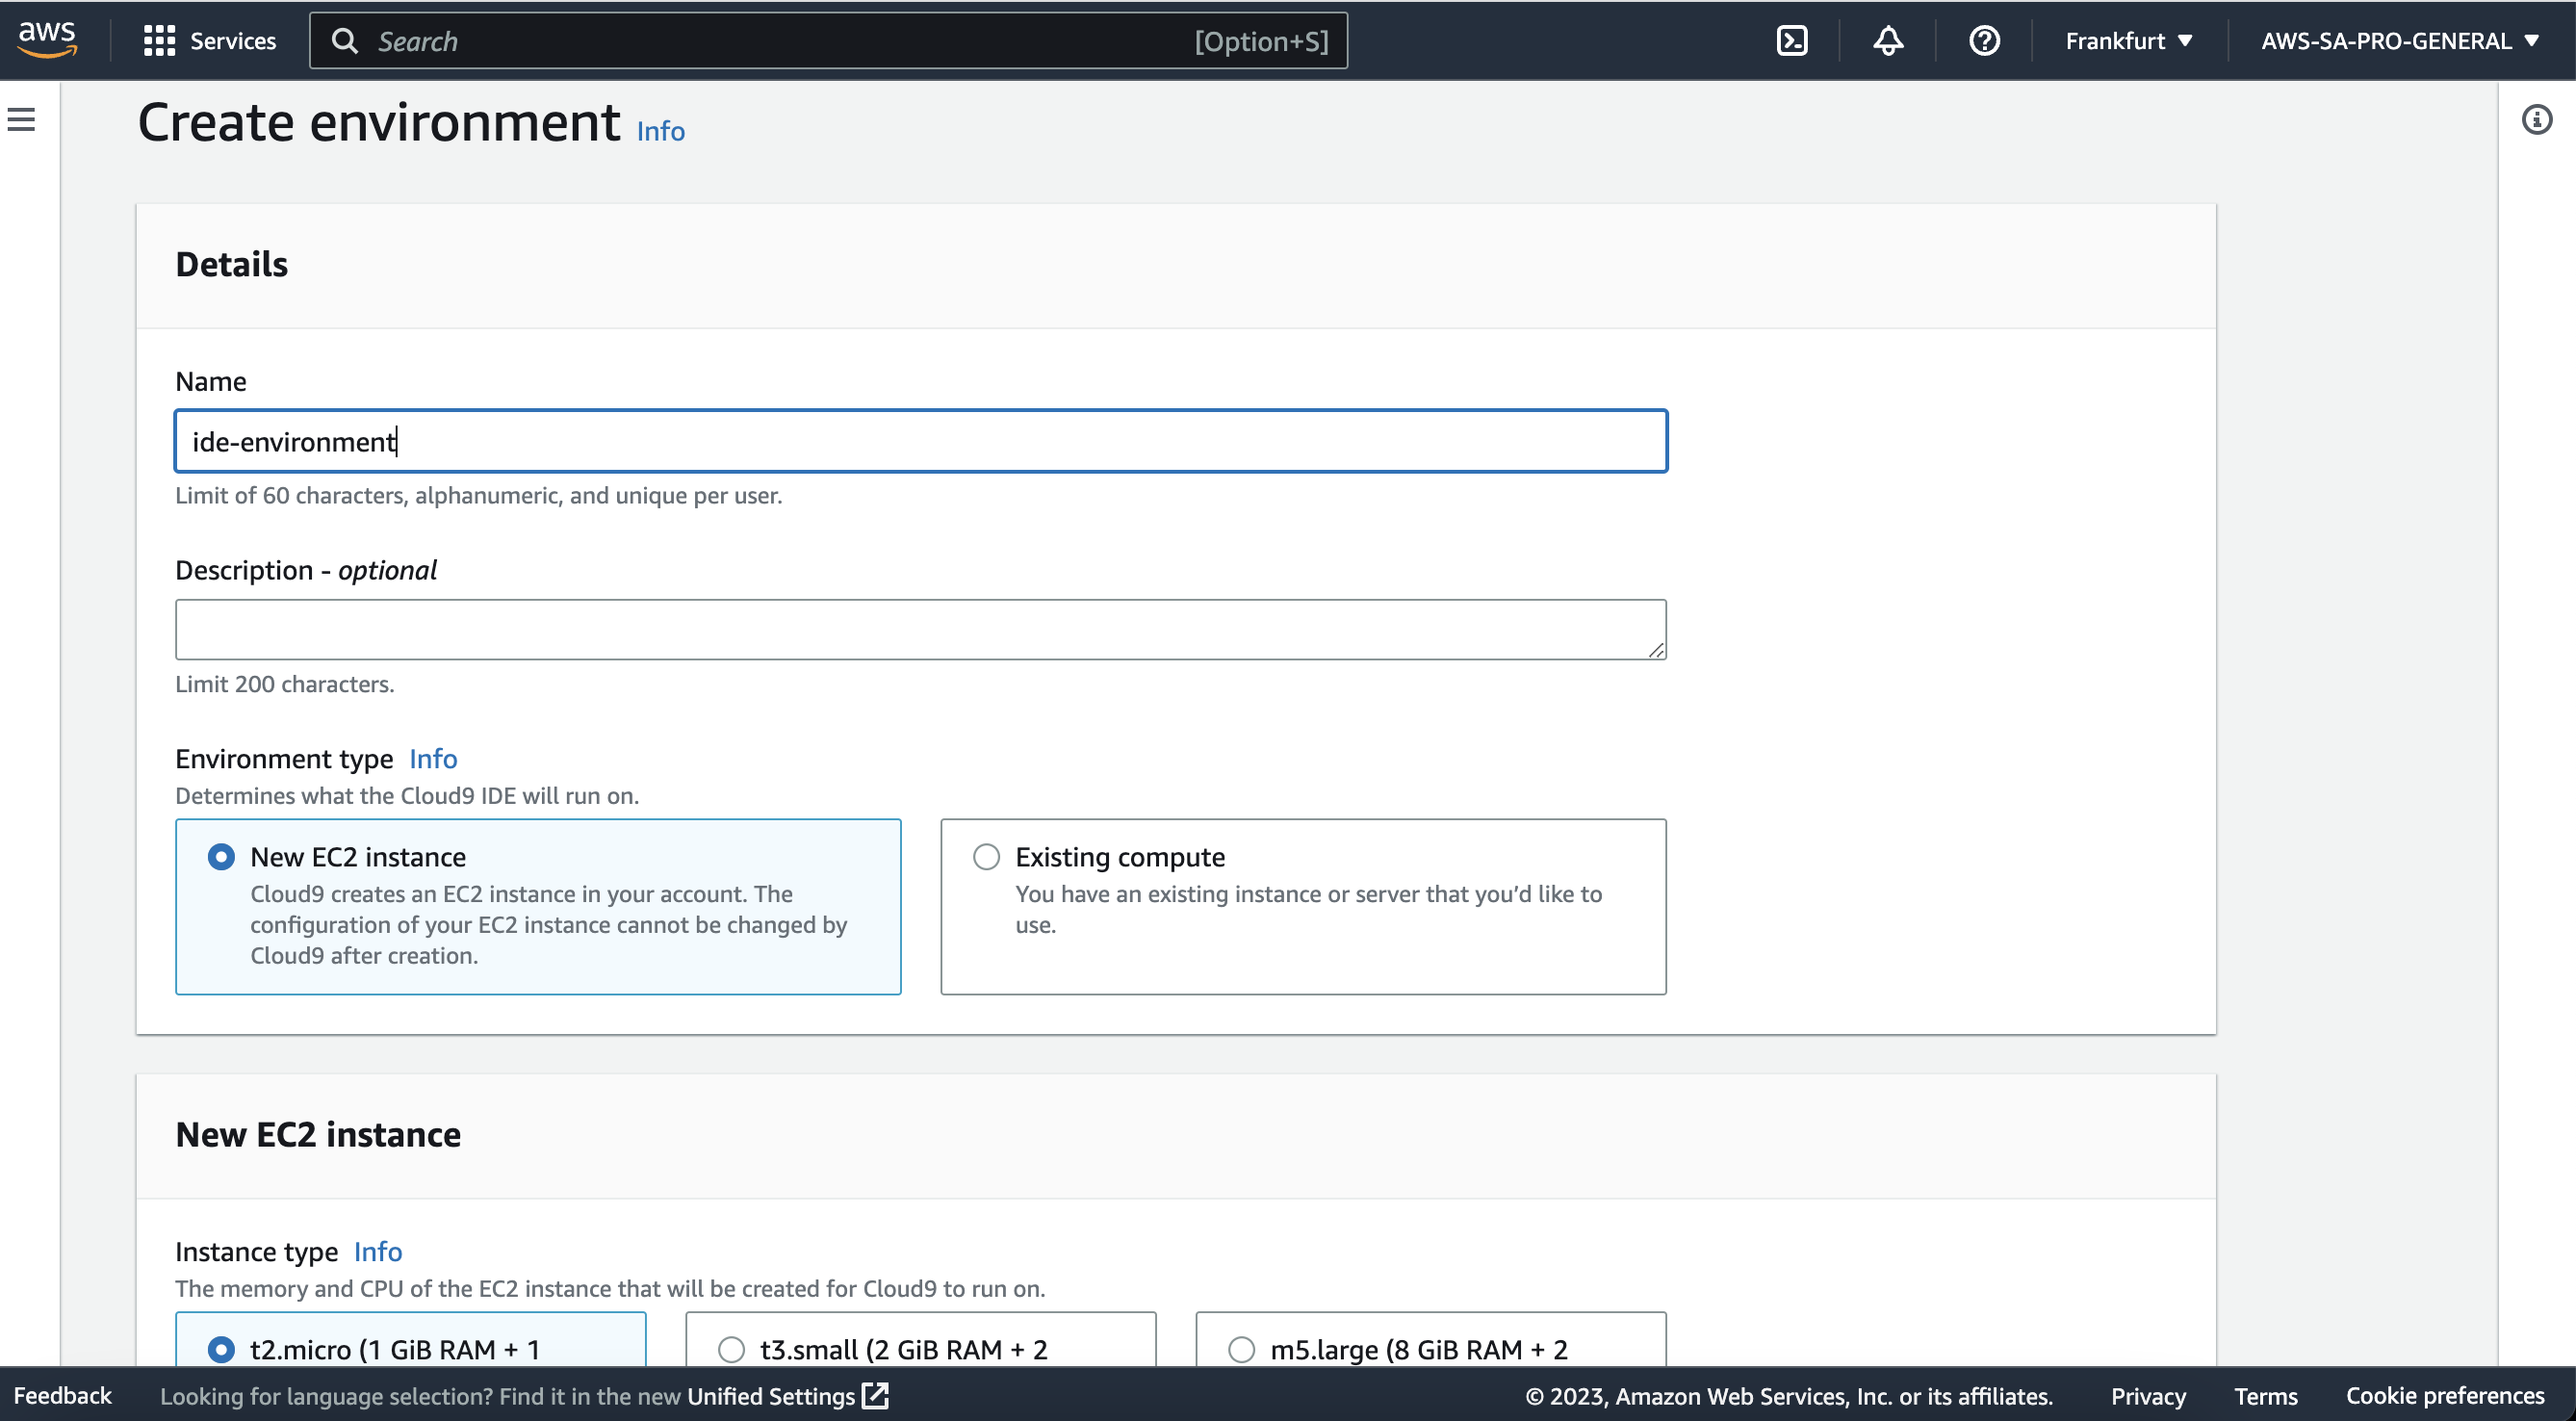 aws
Services
Search
[Option+S]
Frankfurt
AWS-SA-PRO-GENERAL
Create environment Info
Details
Name
ide-environment
Limit of 60 characters, alphanumeric, and unique per user.
Description - optional
Limit 200 characters.
Environment type Info
Determines what the Cloud9 IDE will run on.
New EC2 instance
Cloud9 creates an EC2 instance in your account. The
configuration of your EC2 instance cannot be changed by
Cloud9 after creation.
Existing compute
You have an existing instance or server that you’d like to
use.
New EC2 instance
Instance type Info
The memory and CPU of the EC2 instance that will be created for Cloud9 to run on.
t2.micro (1 GiB RAM + 1
t3.small (2 GiB RAM + 2
m5.large (8 GiB RAM + 2
Feedback
Looking for language selection? Find it in the new Unified Settings
© 2023, Amazon Web Services, Inc. or its affiliates.
Privacy
Terms
Cookie preferences